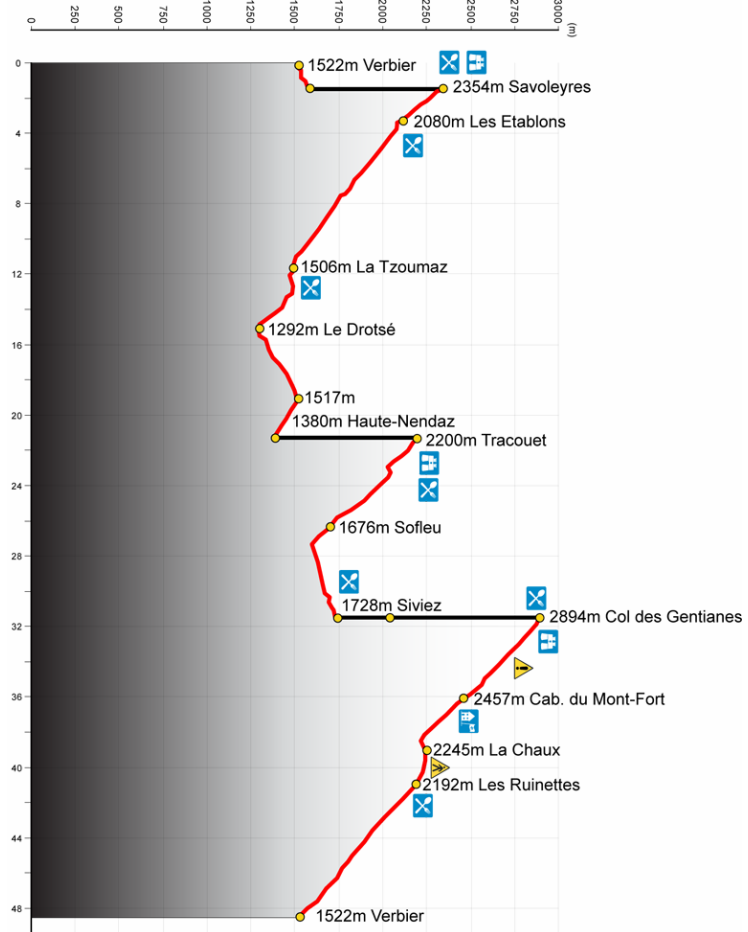 0 250 500 750 1000 1250 1500 1750 2000 2250 2500 2750 3000 (m)
0
1522m Verbier
2354m Savoleyres
2080m Les Etablons
4
8
1506m La Tzoumaz
12
1292m Le Drotsé
16
1517m
20
1380m Haute-Nendaz
2200m Tracouet
24
1676m Sofleu
28
1728m Siviez
2894m Col des Gentianes
32
2457m Cab. du Mont-Fort
36
2245m La Chaux
40
2192m Les Ruinettes
44
48
1522m Verbier